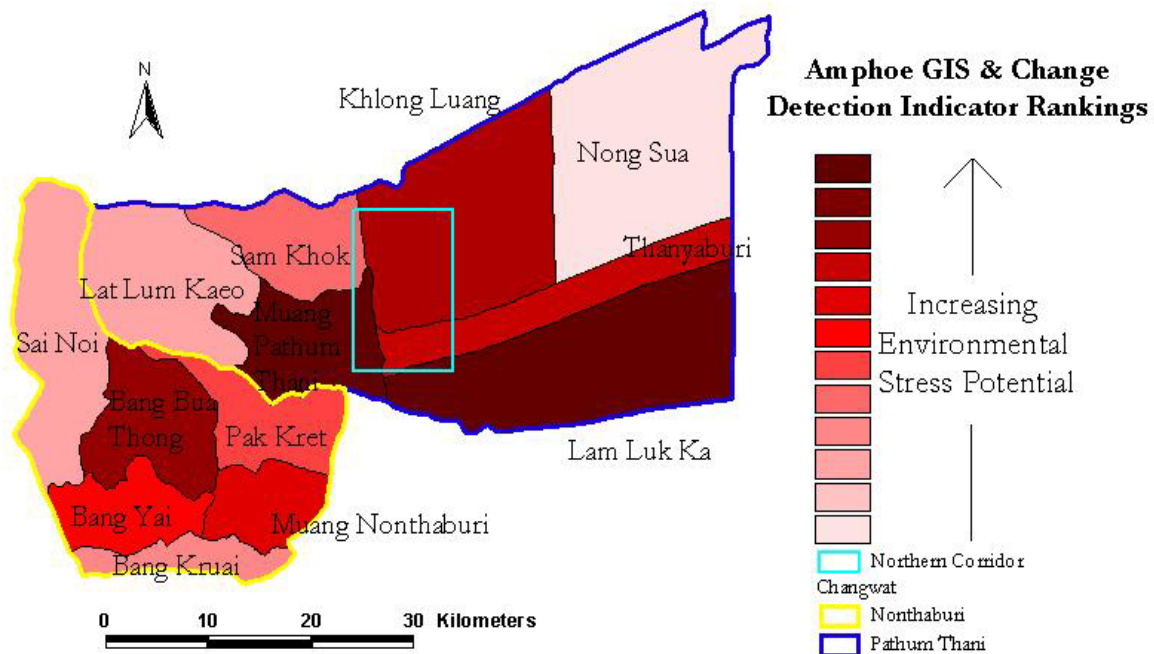 Amphoe GIS & Change
Detection Indicator Rankings
N
Khlong Luang
Nong Sua
Thanyaburi
Sam Khok
Lat Lum Kaeo
Muang
Pathum
Thani
Sai Noi
Bang Bua
Thong
Pak Kret
Lam Luk Ka
Bang Yai
Muang Nonthaburi
Bang Kruai
Increasing
Environmental
Stress Potential
Northern Corridor
Changwat
Nonthaburi
Pathum Thani
0 10 20 30 Kilometers